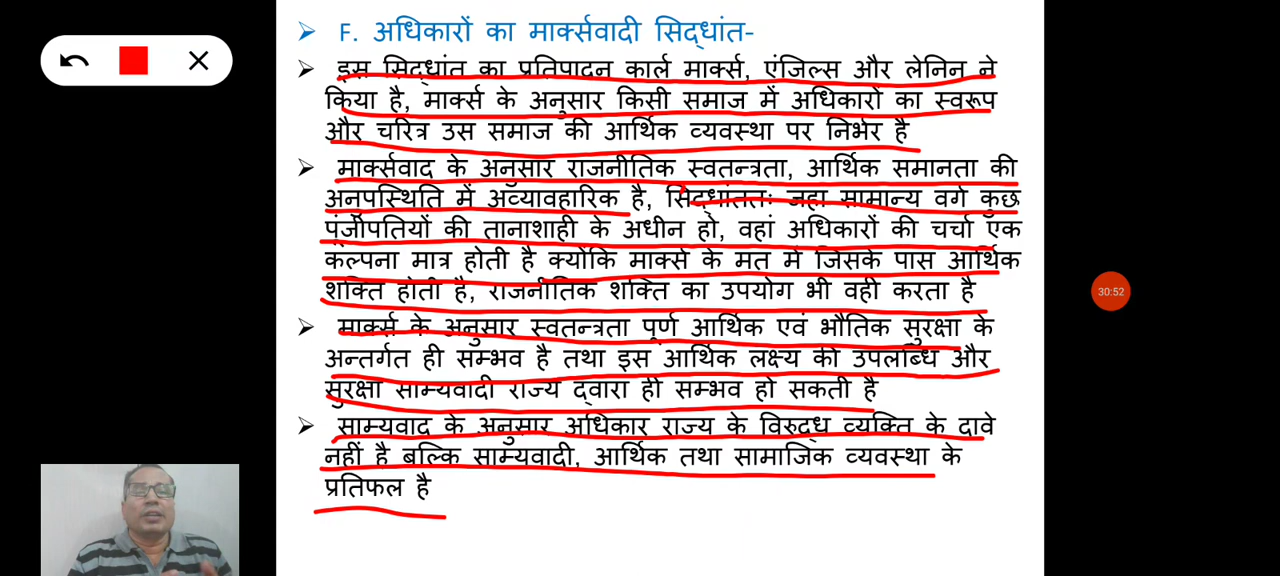 F. अधिकारों का मार्क्सवादी सिद्धांत-
इस सिद्धांत का प्रतिपादन कार्ल मार्क्स, एंजिल्स और लेनिन ने
किया है, मार्क्स के अनुसार किसी समाज में अधिकारों का स्वरूप
और चरित्र उस समाज की आर्थिक व्यवस्था पर निर्भर है
मार्क्सवाद के अनुसार राजनीतिक स्वतन्त्रता, आर्थिक समानता की
अनुपस्थिति में अव्यावहारिक है, सिद्धांततः जहा सामान्य वर्ग कुछ
पूंजीपतियों की तानाशाही के अधीन हो, वहां अधिकारों की चर्चा एक
कल्पना मात्र होती है क्योंकि मार्क्स के मत में जिसके पास आर्थिक
शक्ति होती है, राजनीतिक शक्ति का उपयोग भी वही करता है
मार्क्स के अनुसार स्वतन्त्रता पूर्ण आर्थिक एवं भौतिक सुरक्षा के
अन्तर्गत ही सम्भव है तथा इस आर्थिक लक्ष्य की उपलब्धि और
सुरक्षा साम्यवादी राज्य द्वारा ही सम्भव हो सकती है
साम्यवाद के अनुसार अधिकार राज्य के विरुद्ध व्यक्ति के दावे
नहीं है बल्कि साम्यवादी, आर्थिक तथा सामाजिक व्यवस्था के
प्रतिफल है
30:52